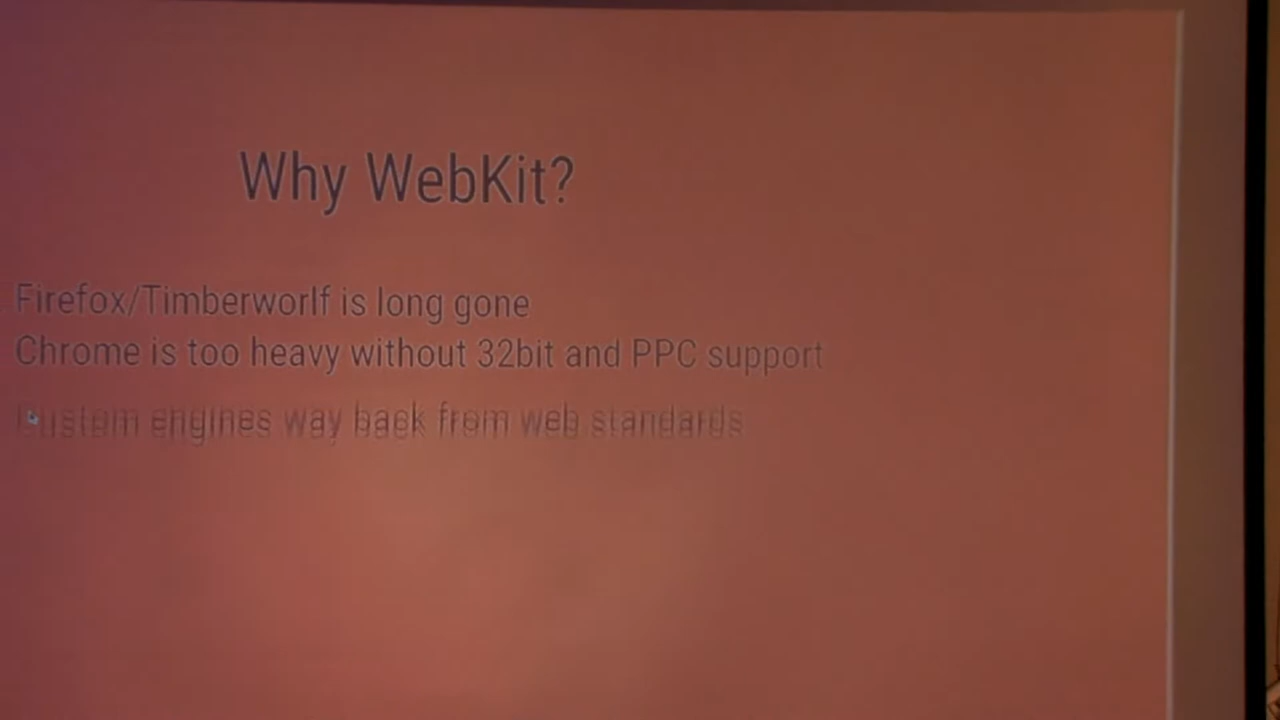 Why WebKit?
Firefox/Timberworlf is long gone
Chrome is too heavy without 32bit and PPC support
Custom engines way back from web standards